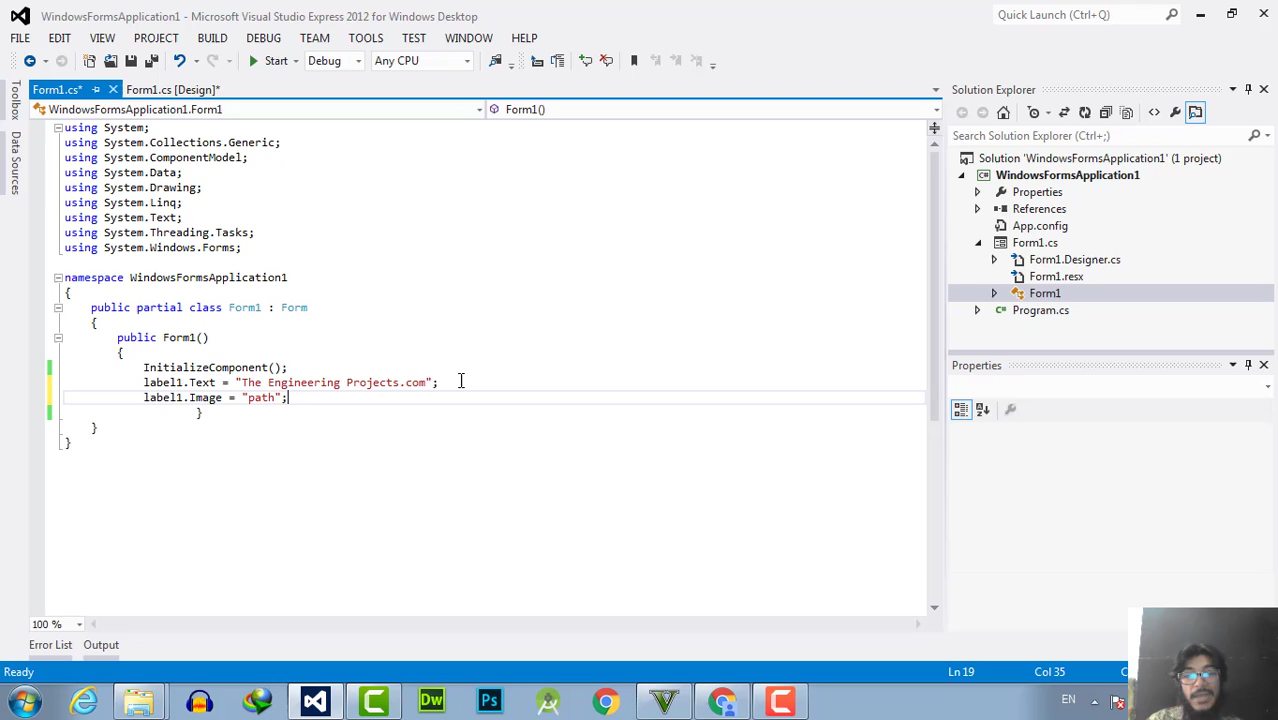 WindowsFormsApplication1 - Microsoft Visual Studio Express 2012 for Windows Desktop
Quick Launch (Ctrl+Q)
FILE EDIT VIEW PROJECT BUILD DEBUG TEAM TOOLS TEST WINDOW HELP
Start Debug Any CPU
Form1.cs* Form1.cs [Design]*
WindowsFormsApplication1.Form1 Form1()
Toolbox
Data Sources
using System;
using System.Collections.Generic;
using System.ComponentModel;
using System.Data;
using System.Drawing;
using System.Linq;
using System.Text;
using System.Threading.Tasks;
using System.Windows.Forms;
namespace WindowsFormsApplication1
{
public partial class Form1 : Form
{
public Form1()
{
InitializeComponent();
label1.Text = "The Engineering Projects.com";
label1.Image = "path";
}
}
}
100 %
Error List Output
Solution Explorer
Search Solution Explorer (Ctrl+;)
Solution 'WindowsFormsApplication1' (1 project)
WindowsFormsApplication1
Properties
References
App.config
Form1.cs
Form1.Designer.cs
Form1.resx
Form1
Program.cs
Properties
Ready Ln 19 Col 35
Dw Ps EN